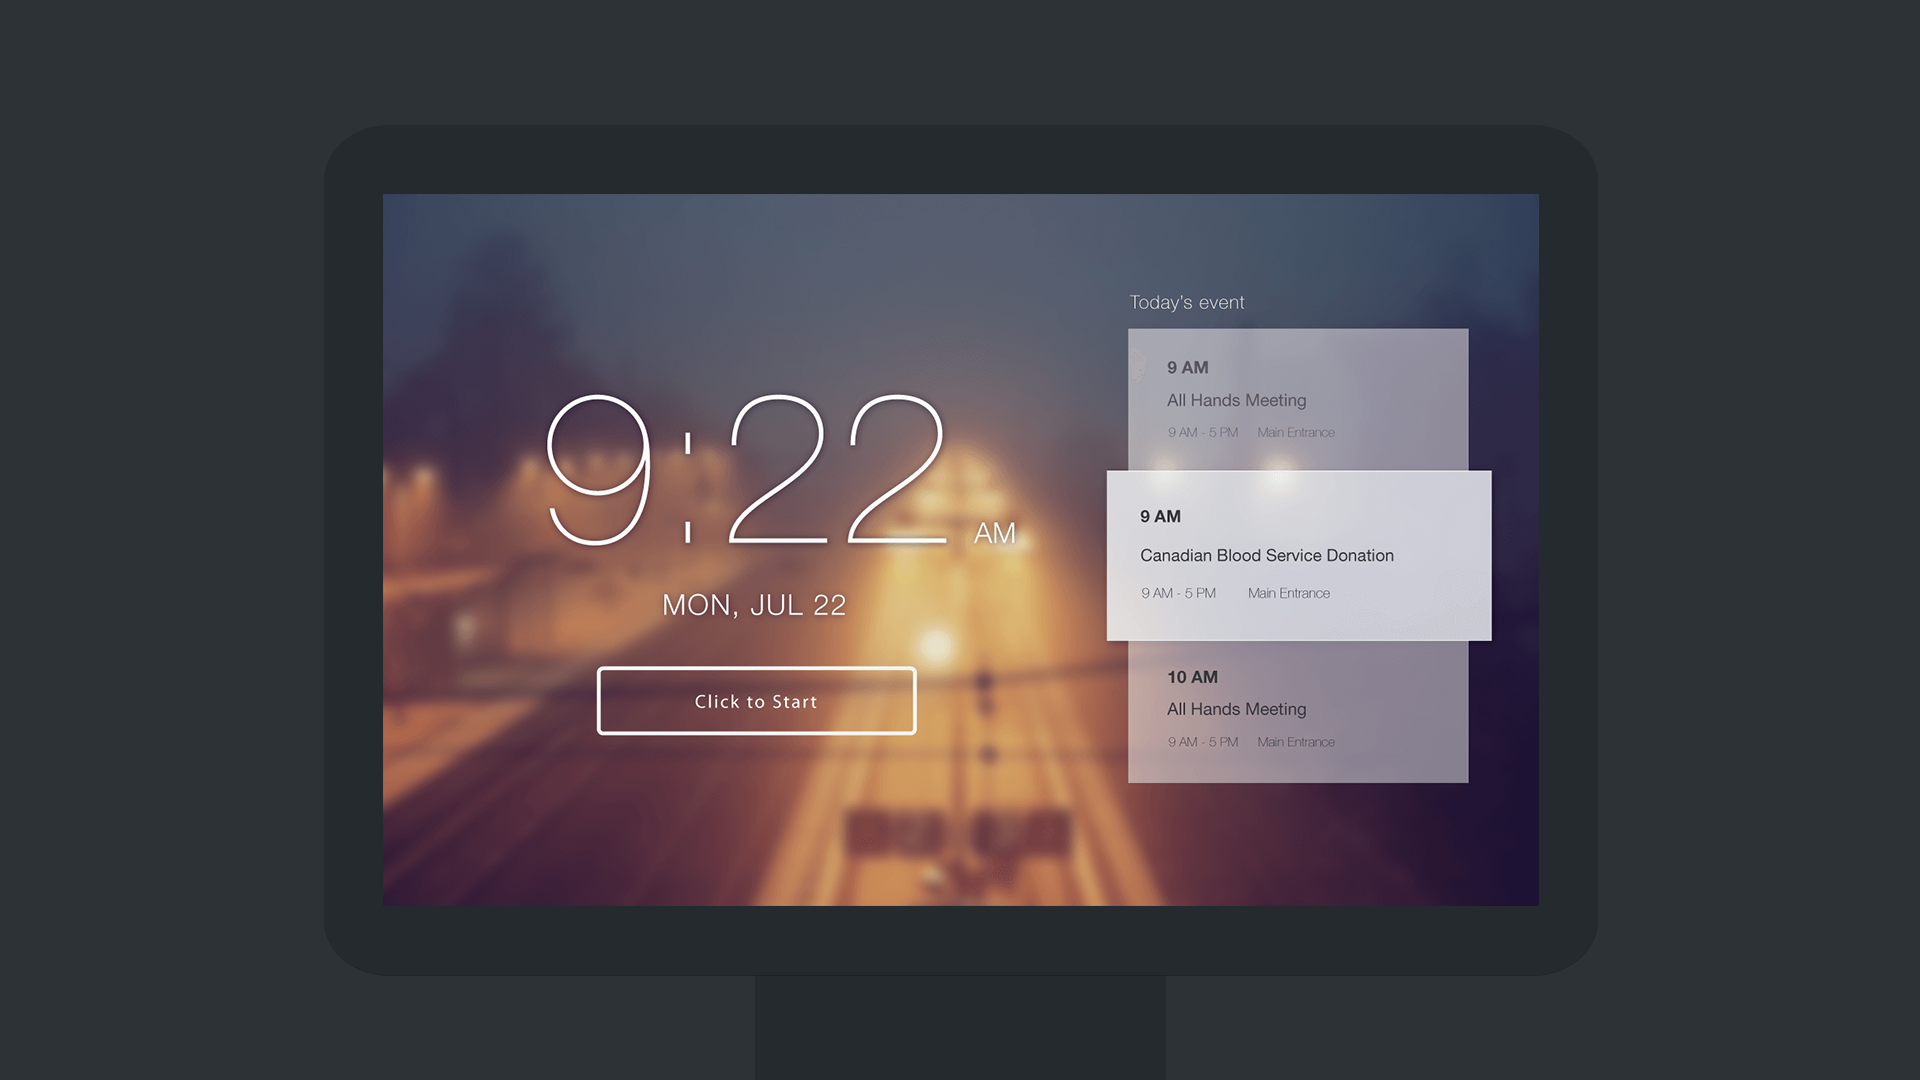 9:22 AM
MON, JUL 22
Click to Start
Today's event
9 AM
All Hands Meeting
9 AM - 5 PM Main Entrance
9 AM
Canadian Blood Service Donation
9 AM - 5 PM Main Entrance
10 AM
All Hands Meeting
9 AM - 5 PM Main Entrance